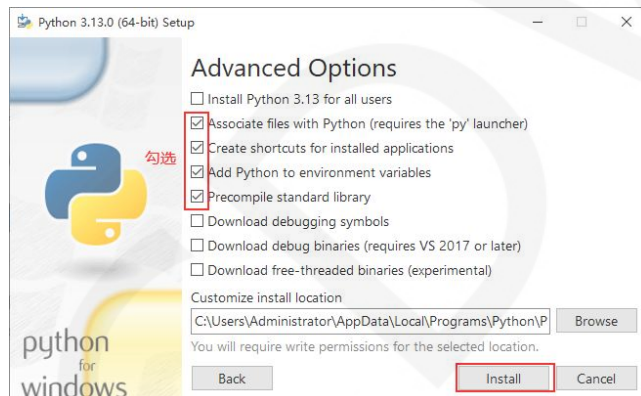 Python 3.13.0 (64-bit) Setup
Advanced Options
Install Python 3.13 for all users
Associate files with Python (requires the 'py' launcher)
Create shortcuts for installed applications
勾选
Add Python to environment variables
Precompile standard library
Download debugging symbols
Download debug binaries (requires VS 2017 or later)
Download free-threaded binaries (experimental)
Customize install location
C:\Users\Administrator\AppData\Local\Programs\Python\P
Browse
You will require write permissions for the selected location.
python
for
windows
Back
Install
Cancel